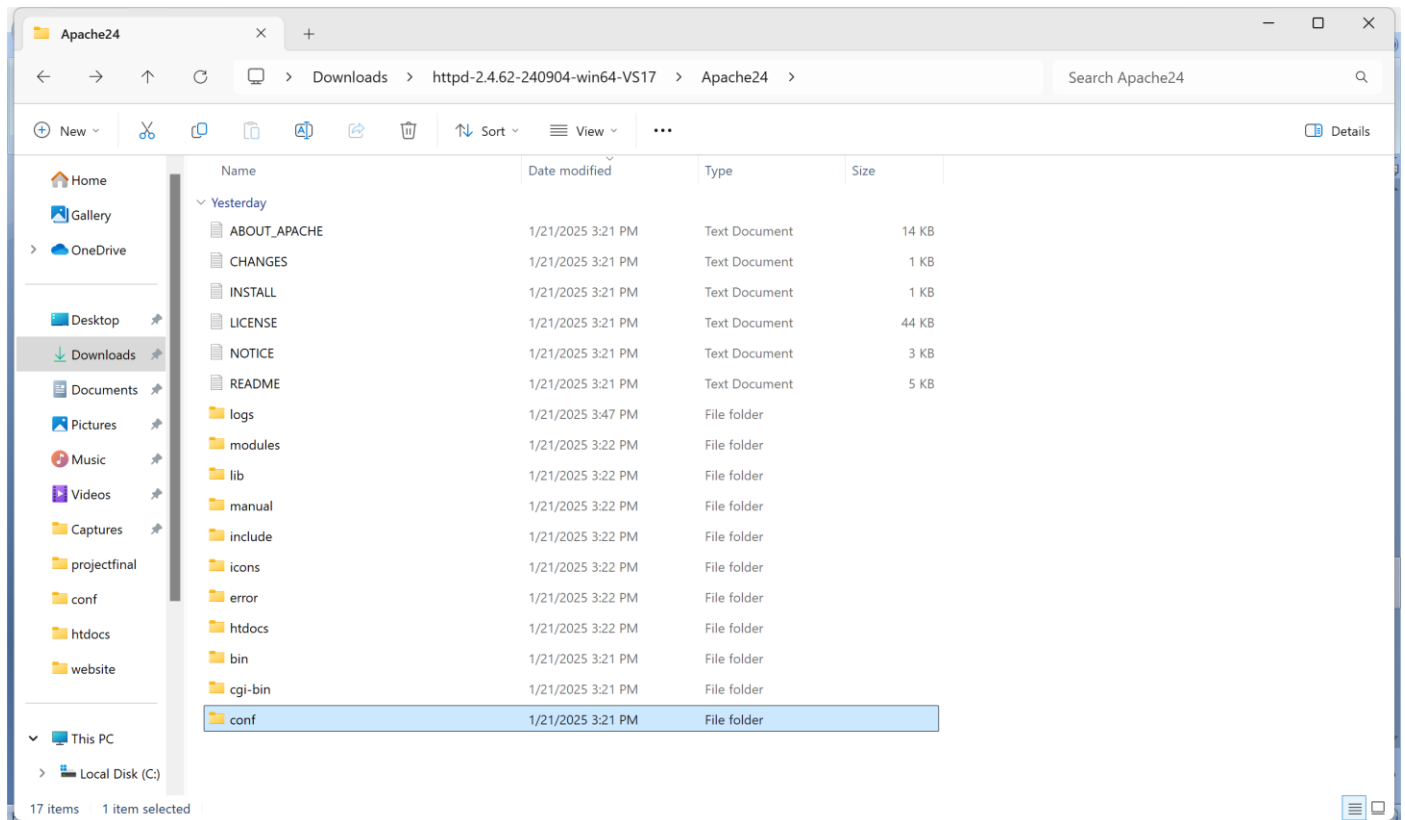 Apache24
Downloads > httpd-2.4.62-240904-win64-VS17 > Apache24 >
Search Apache24
New
Sort
View
Details
Home
Gallery
OneDrive
Desktop
Downloads
Documents
Pictures
Music
Videos
Captures
projectfinal
conf
htdocs
website
This PC
Local Disk (C:)
Name Date modified Type Size
Yesterday
ABOUT_APACHE 1/21/2025 3:21 PM Text Document 14 KB
CHANGES 1/21/2025 3:21 PM Text Document 1 KB
INSTALL 1/21/2025 3:21 PM Text Document 1 KB
LICENSE 1/21/2025 3:21 PM Text Document 44 KB
NOTICE 1/21/2025 3:21 PM Text Document 3 KB
README 1/21/2025 3:21 PM Text Document 5 KB
logs 1/21/2025 3:47 PM File folder
modules 1/21/2025 3:22 PM File folder
lib 1/21/2025 3:22 PM File folder
manual 1/21/2025 3:22 PM File folder
include 1/21/2025 3:22 PM File folder
icons 1/21/2025 3:22 PM File folder
error 1/21/2025 3:22 PM File folder
htdocs 1/21/2025 3:22 PM File folder
bin 1/21/2025 3:21 PM File folder
cgi-bin 1/21/2025 3:21 PM File folder
conf 1/21/2025 3:21 PM File folder
17 items 1 item selected